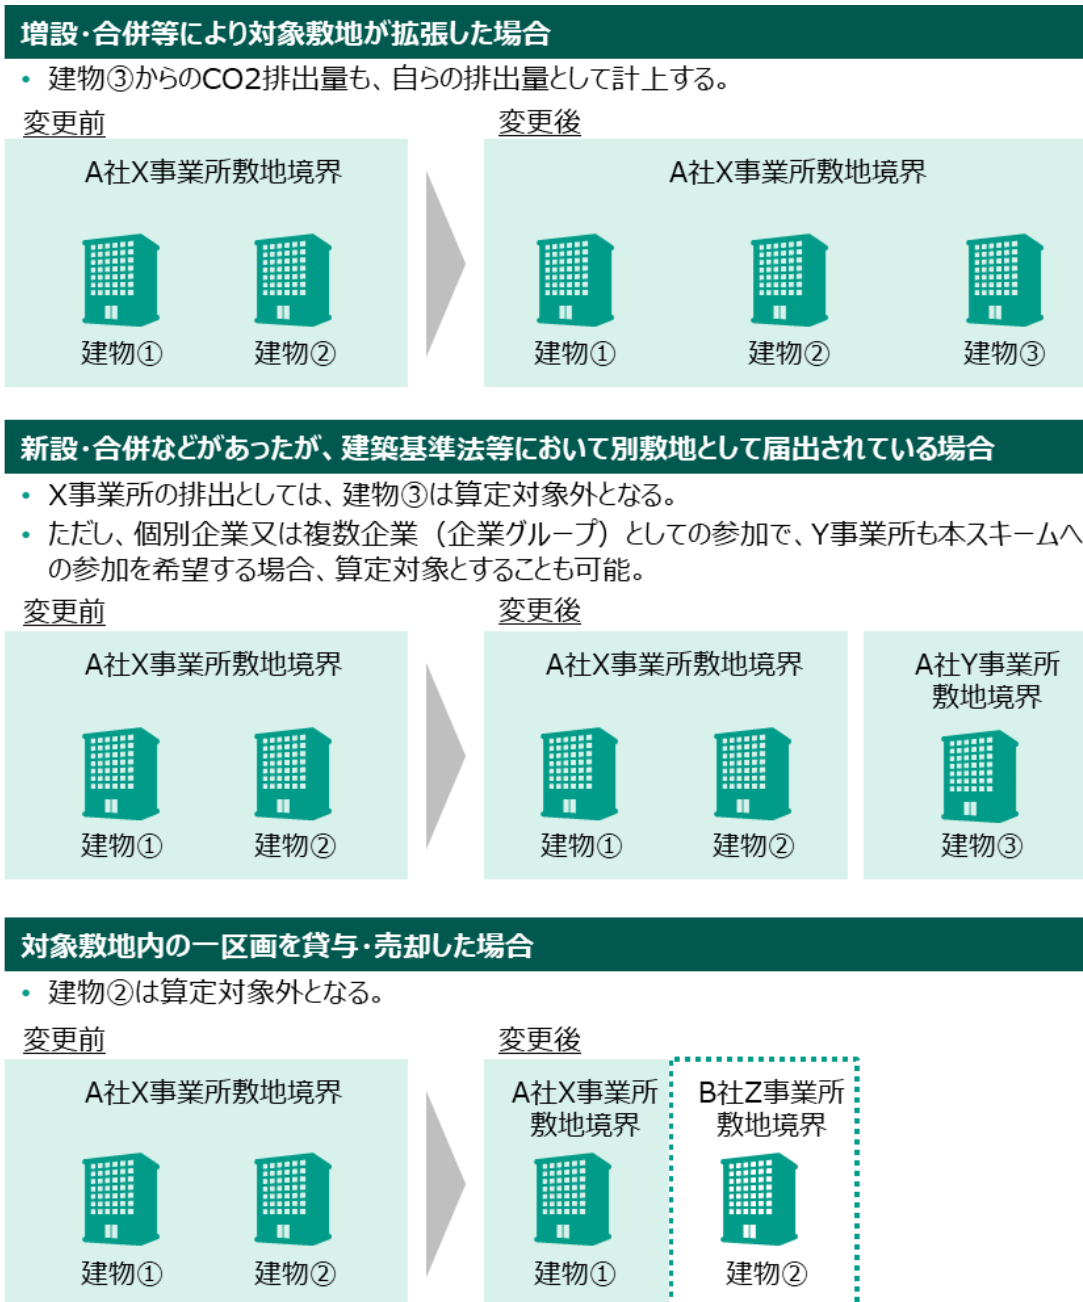 増設・合併等により対象敷地が拡張した場合
• 建物③からのCO2排出量も、自らの排出量として計上する。
変更前
変更後
A社X事業所敷地境界
A社X事業所敷地境界
建物①
建物②
建物①
建物②
建物③
新設・合併などがあったが、建築基準法等において別敷地として届出されている場合
• X事業所の排出としては、建物③は算定対象外となる。
• ただし、個別企業又は複数企業（企業グループ）としての参加で、Y事業所も本スキームへ
の参加を希望する場合、算定対象とすることも可能。
変更前
変更後
A社X事業所敷地境界
A社X事業所敷地境界
A社Y事業所
敷地境界
建物①
建物②
建物①
建物②
建物③
対象敷地内の一区画を貸与・売却した場合
• 建物②は算定対象外となる。
変更前
変更後
A社X事業所敷地境界
A社X事業所
敷地境界
B社Z事業所
敷地境界
建物①
建物②
建物①
建物②